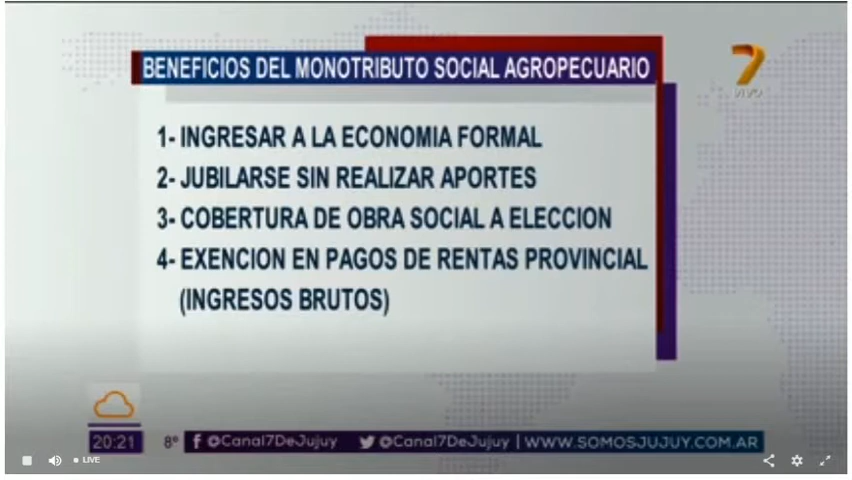 BENEFICIOS DEL MONOTRIBUTO SOCIAL AGROPECUARIO
7
VIVO
1- INGRESAR A LA ECONOMIA FORMAL
2- JUBILARSE SIN REALIZAR APORTES
3- COBERTURA DE OBRA SOCIAL A ELECCION
4- EXENCION EN PAGOS DE RENTAS PROVINCIAL
(INGRESOS BRUTOS)
20:21 8° f @Canal7DeJujuy @Canal7DeJujuy | WWW.SOMOSJUJUY.COM.AR
LIVE